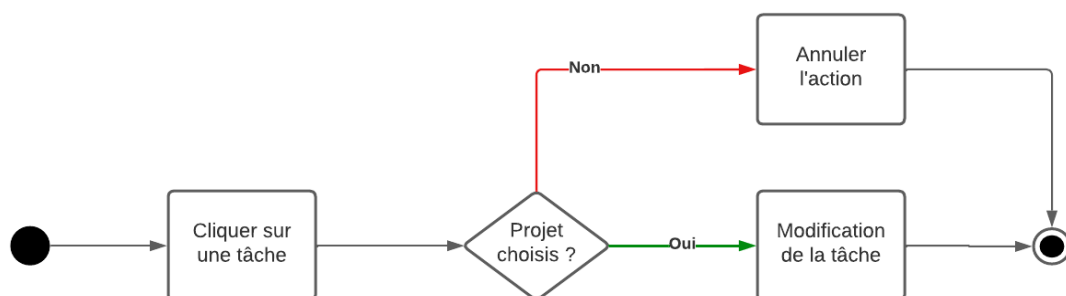 Non
Annuler
l'action
Cliquer sur
une tâche
Projet
choisis ?
Oui
Modification
de la tâche